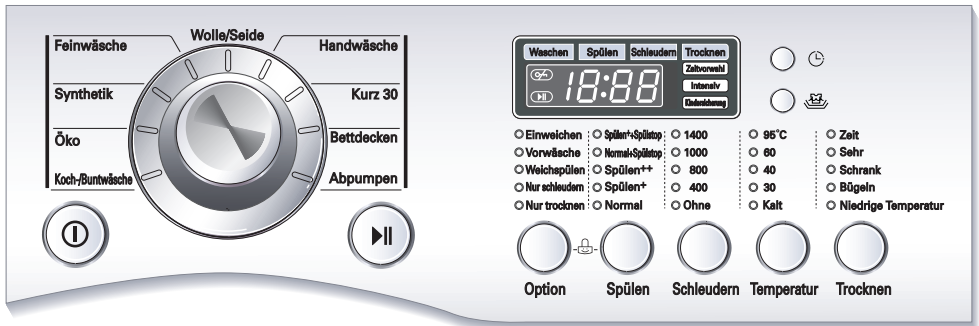 Wolle/Seide
Feinwäsche
Handwäsche
Synthetik
Kurz 30
Öko
Bettdecken
Koch-/Buntwäsche
Abpumpen
Waschen Spülen Schleudern Trocknen
18:88
Zeitvorwahl
Intensiv
Kindersicherung
Einweichen Spülen++Spülstop 1400 95°C Zeit
Vorwäsche Normal+Spülstop 1000 60 Sehr
Weichspülen Spülen++ 800 40 Schrank
Nur schleudern Spülen+ 400 30 Bügeln
Nur trocknen Normal Ohne Kalt Niedrige Temperatur
Option Spülen Schleudern Temperatur Trocknen